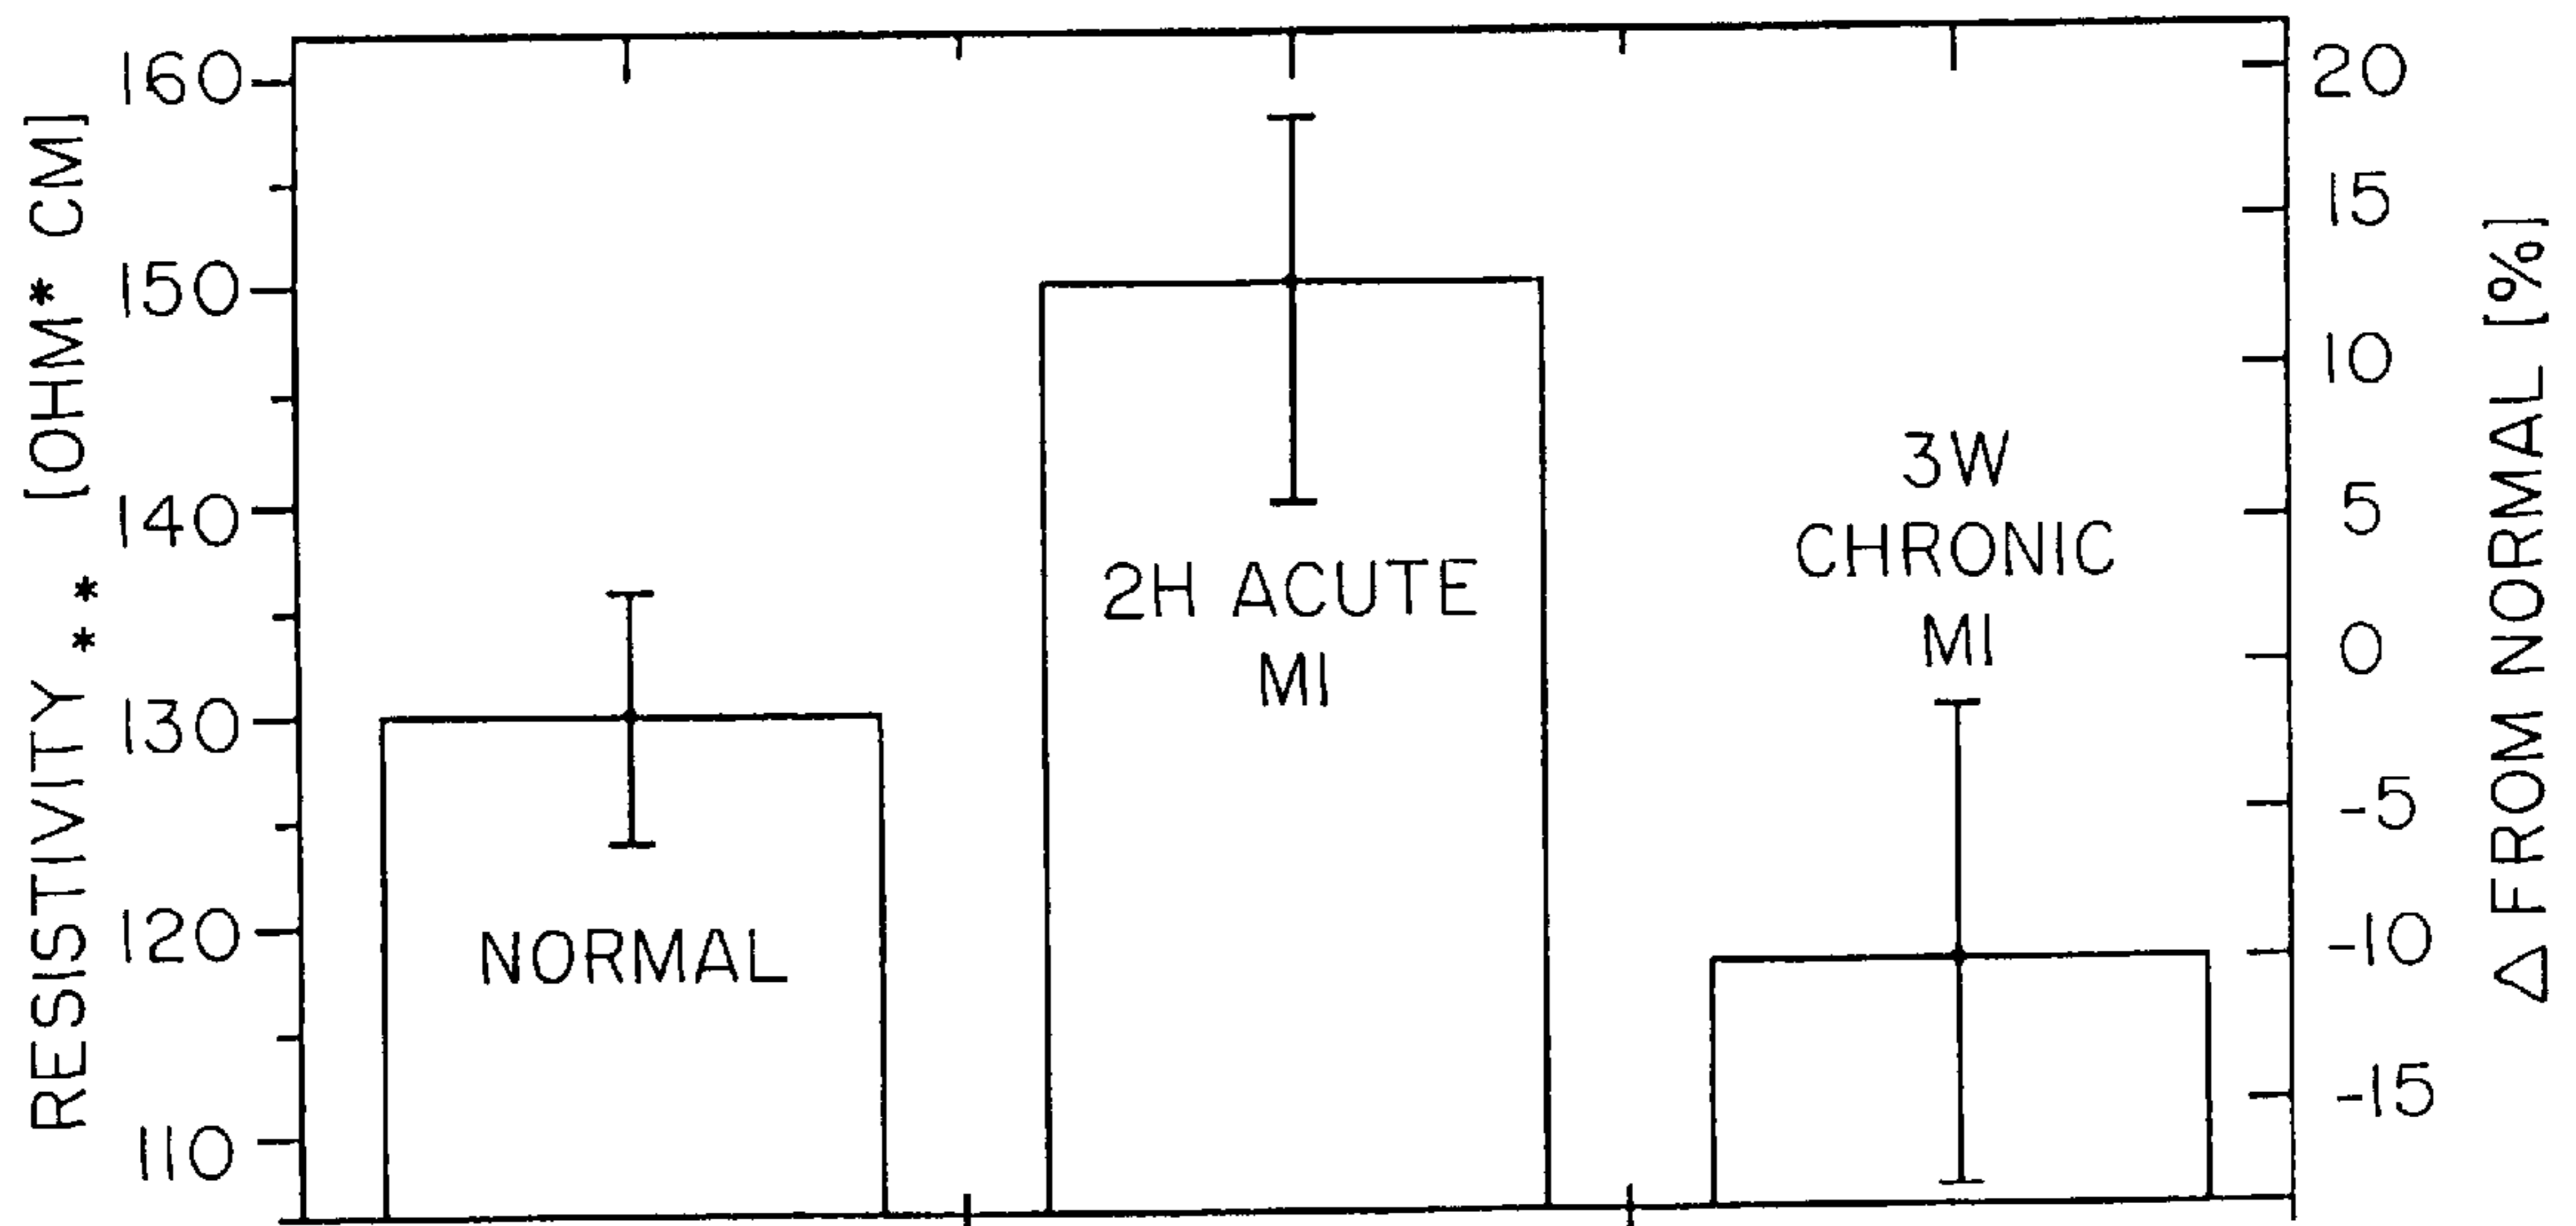 RESISTIVITY ** [OHM* CM]
160
150
140
130
120
110
NORMAL
2H ACUTE
MI
3W
CHRONIC
MI
20
15
10
5
0
-5
-10
-15
Δ FROM NORMAL [%]